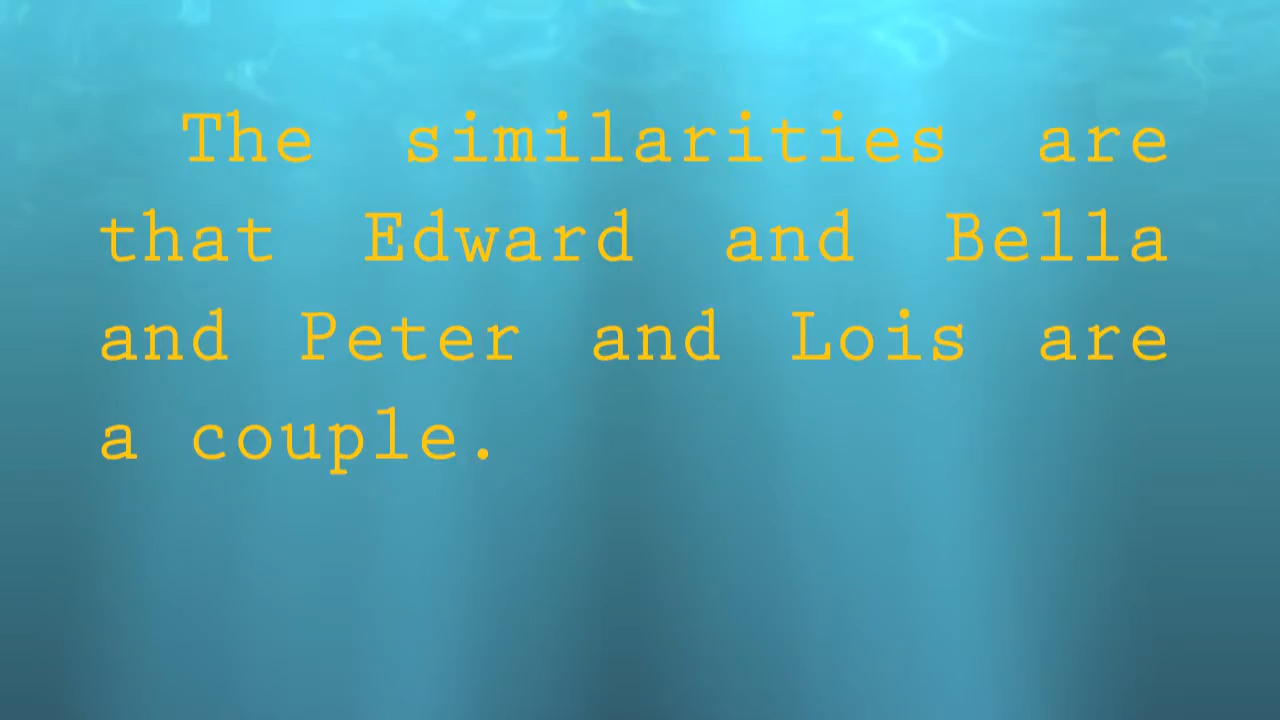 The similarities are
that Edward and Bella
and Peter and Lois are
a couple.